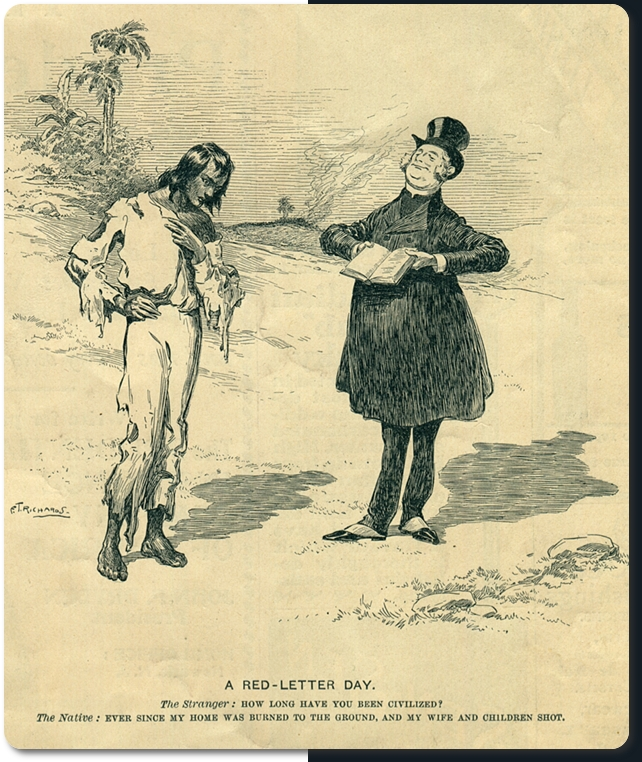 F.T. RICHARDS.
A RED-LETTER DAY.
The Stranger: HOW LONG HAVE YOU BEEN CIVILIZED?
The Native: EVER SINCE MY HOME WAS BURNED TO THE GROUND, AND MY WIFE AND CHILDREN SHOT.